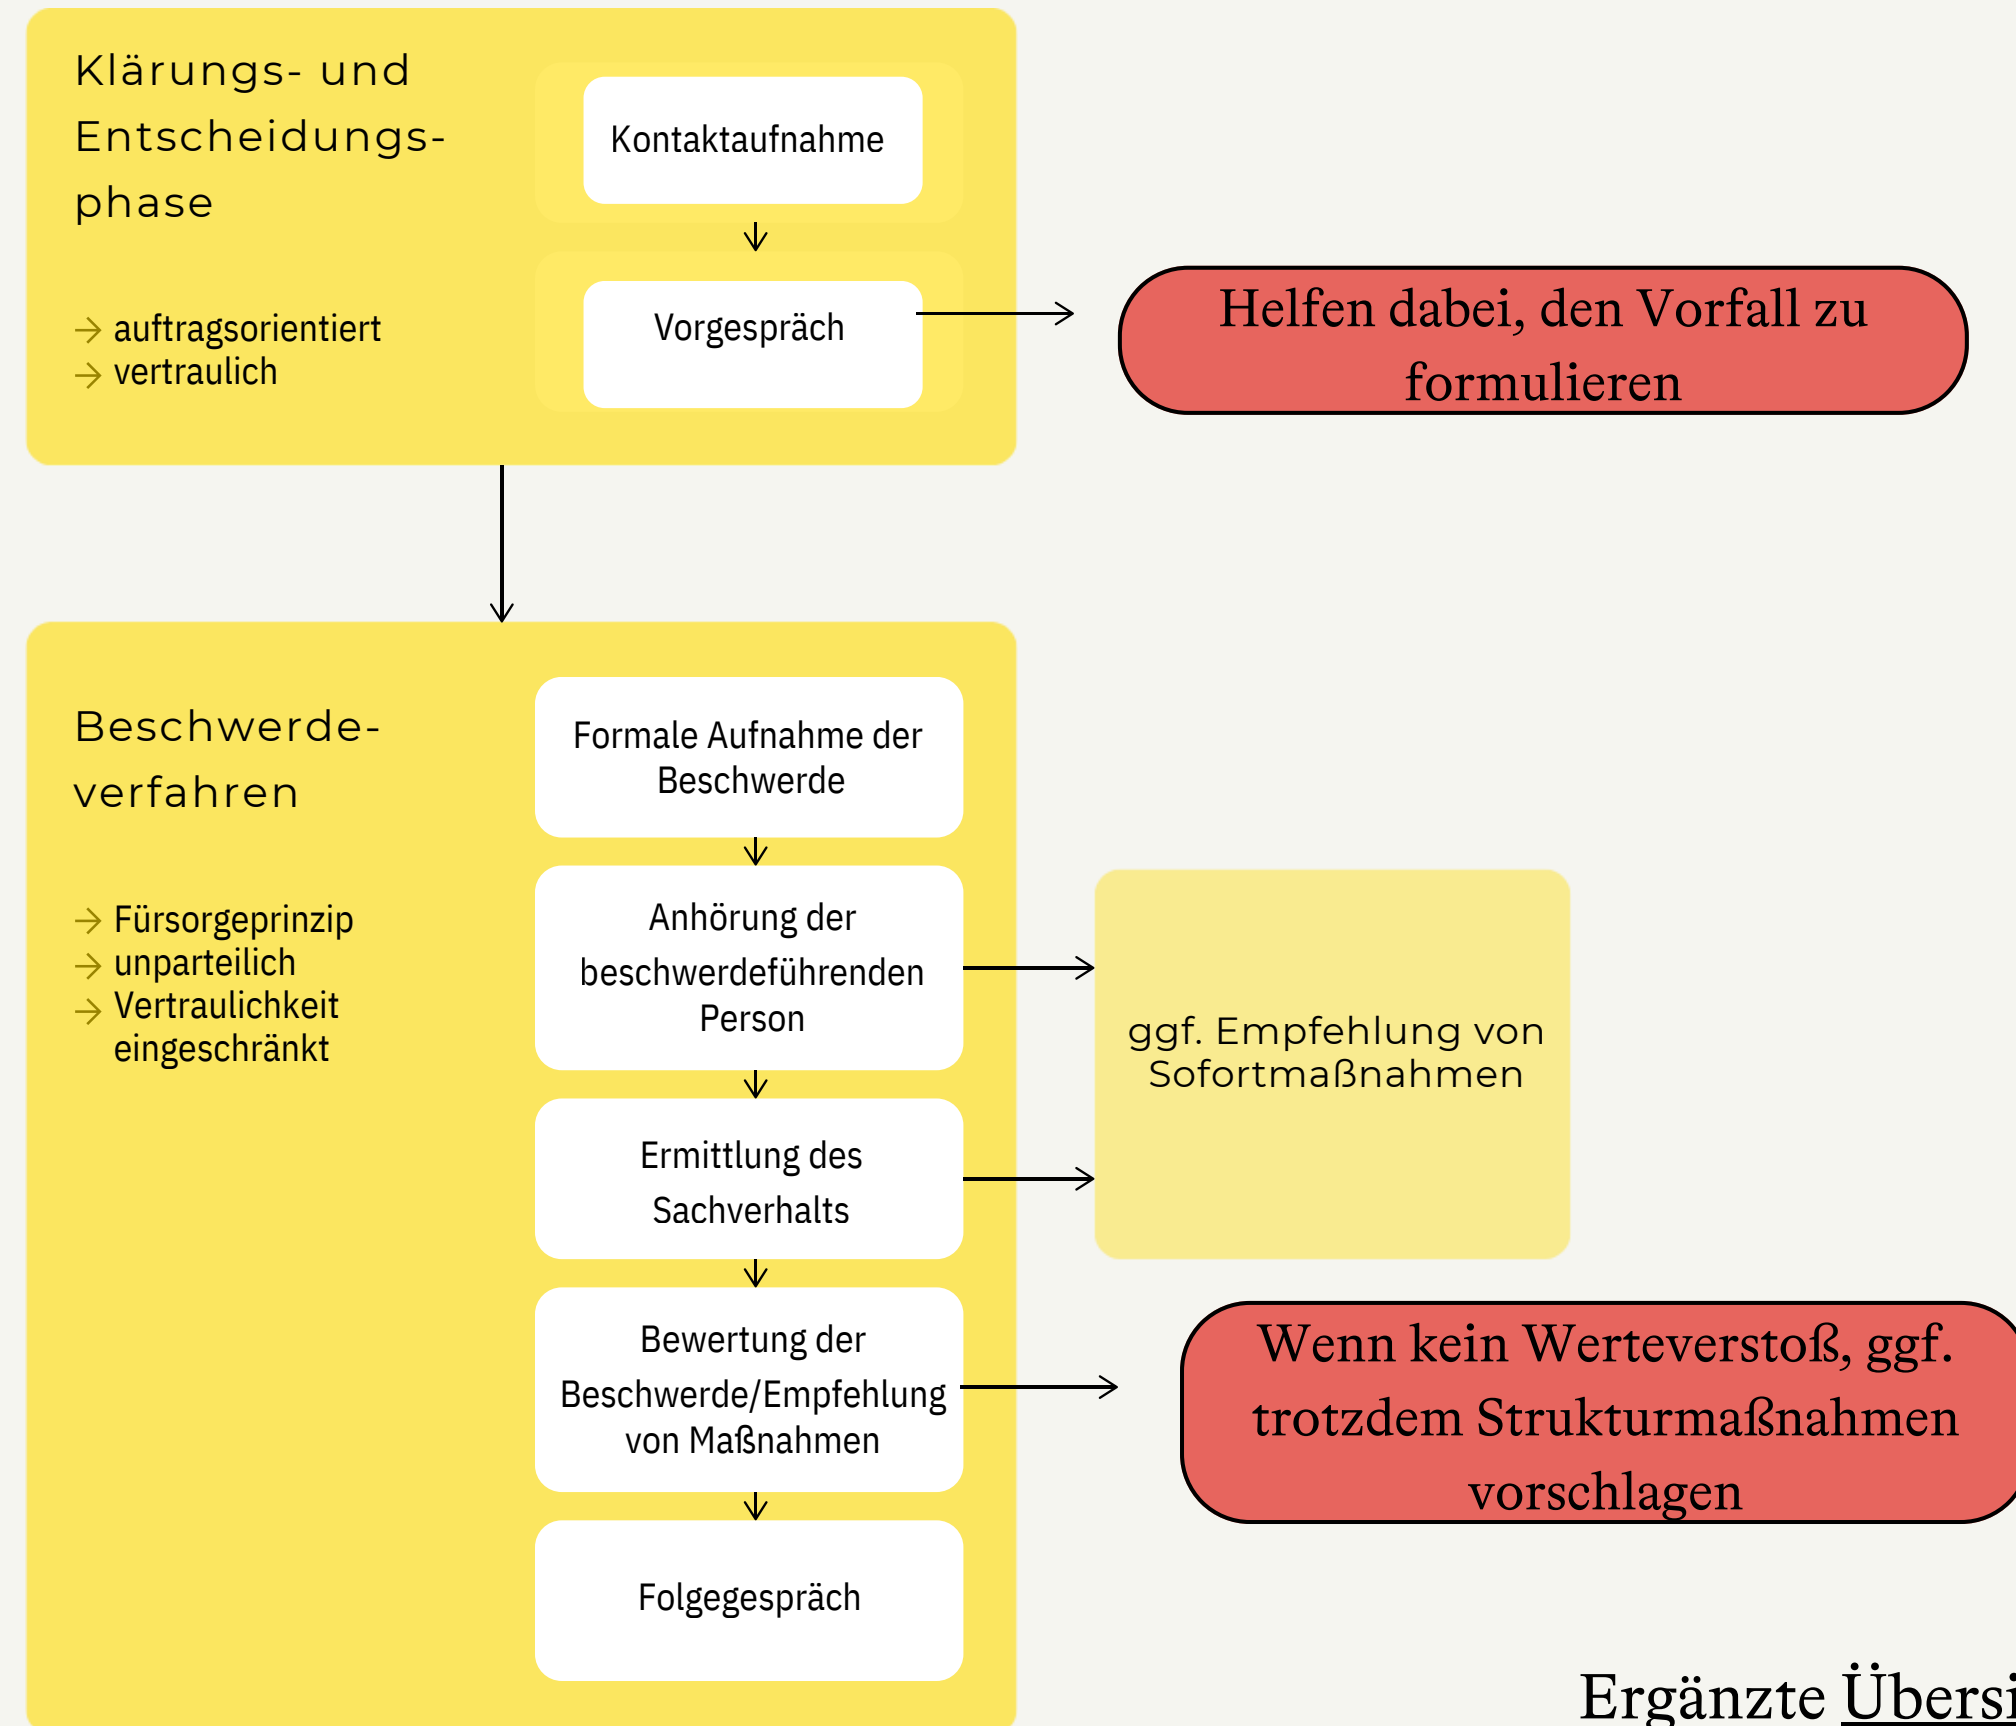 Klärungs- und
Entscheidungs-
phase
→ auftragsorientiert
→ vertraulich
Kontaktaufnahme
Vorgespräch
Helfen dabei, den Vorfall zu
formulieren
Beschwerde-
verfahren
→ Fürsorgeprinzip
→ unparteilich
→ Vertraulichkeit
eingeschränkt
Formale Aufnahme der
Beschwerde
Anhörung der
beschwerdeführenden
Person
Ermittlung des
Sachverhalts
ggf. Empfehlung von
Sofortmaßnahmen
Bewertung der
Beschwerde/Empfehlung
von Maßnahmen
Wenn kein Werteverstoß, ggf.
trotzdem Strukturmaßnahmen
vorschlagen
Folgegespräch
Ergänzte